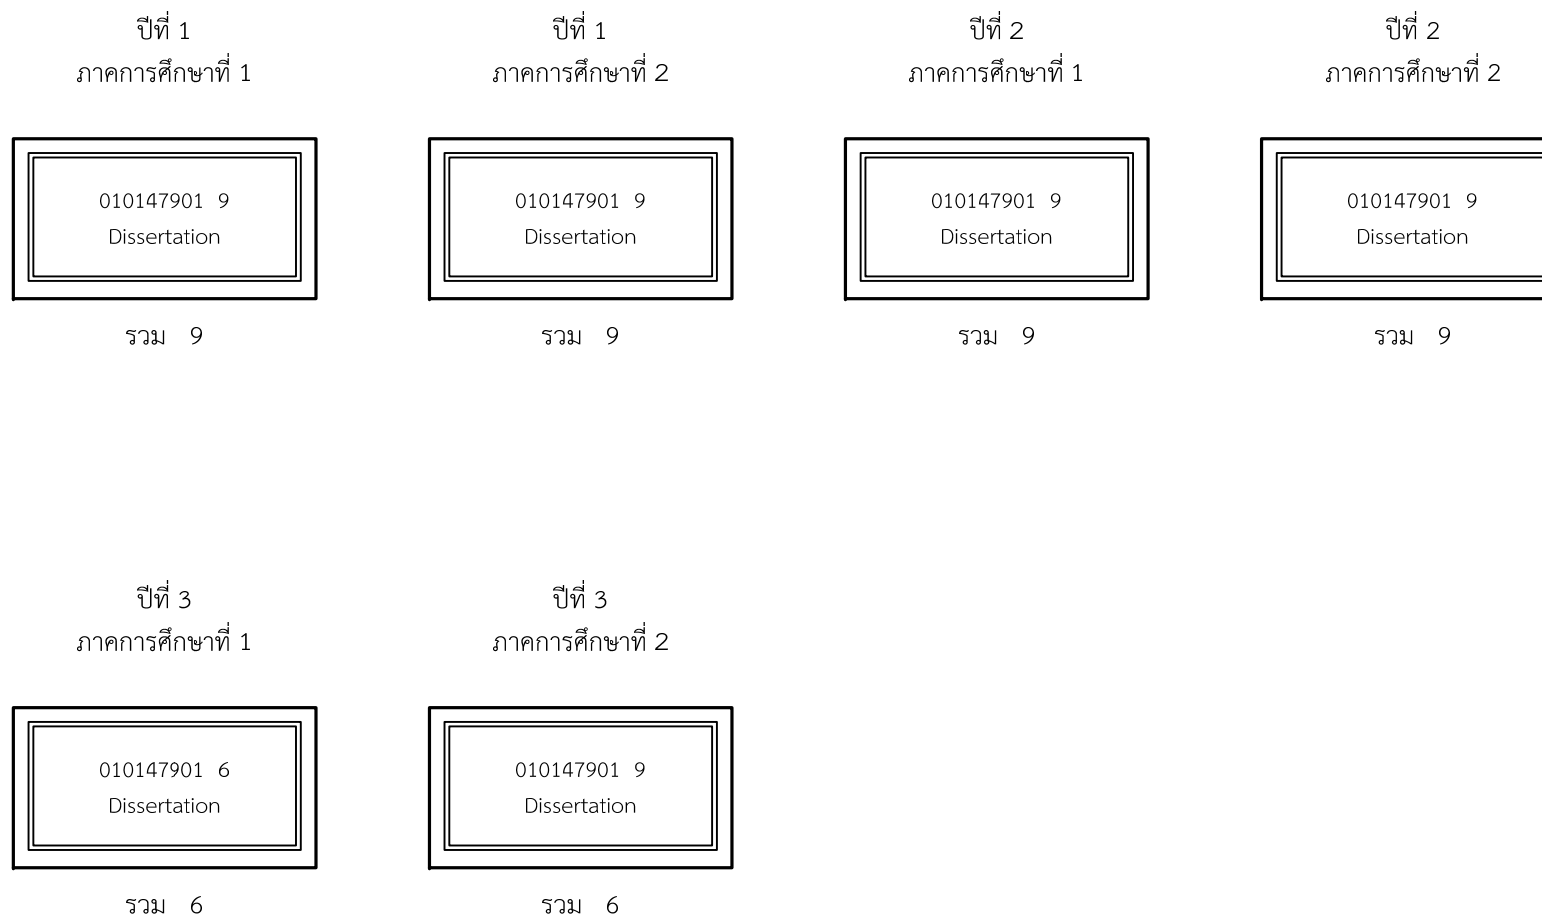 ปีที่ 1
ภาคการศึกษาที่ 1
010147901 9
Dissertation
รวม 9
ปีที่ 1
ภาคการศึกษาที่ 2
010147901 9
Dissertation
รวม 9
ปีที่ 2
ภาคการศึกษาที่ 1
010147901 9
Dissertation
รวม 9
ปีที่ 2
ภาคการศึกษาที่ 2
010147901 9
Dissertation
รวม 9
ปีที่ 3
ภาคการศึกษาที่ 1
010147901 6
Dissertation
รวม 6
ปีที่ 3
ภาคการศึกษาที่ 2
010147901 9
Dissertation
รวม 6